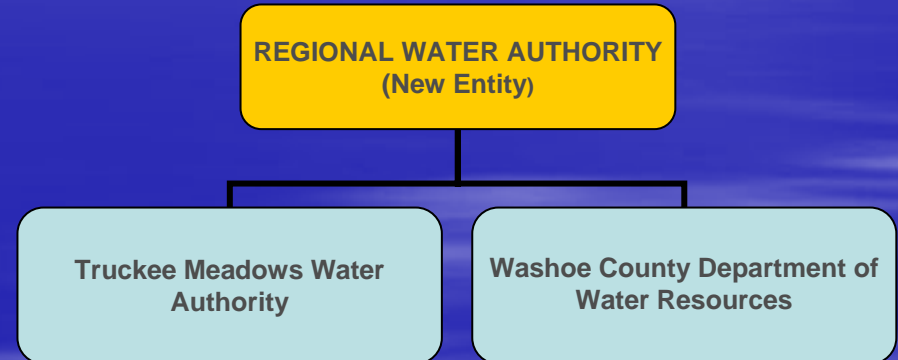 REGIONAL WATER AUTHORITY
(New Entity)
Truckee Meadows Water
Authority
Washoe County Department of
Water Resources